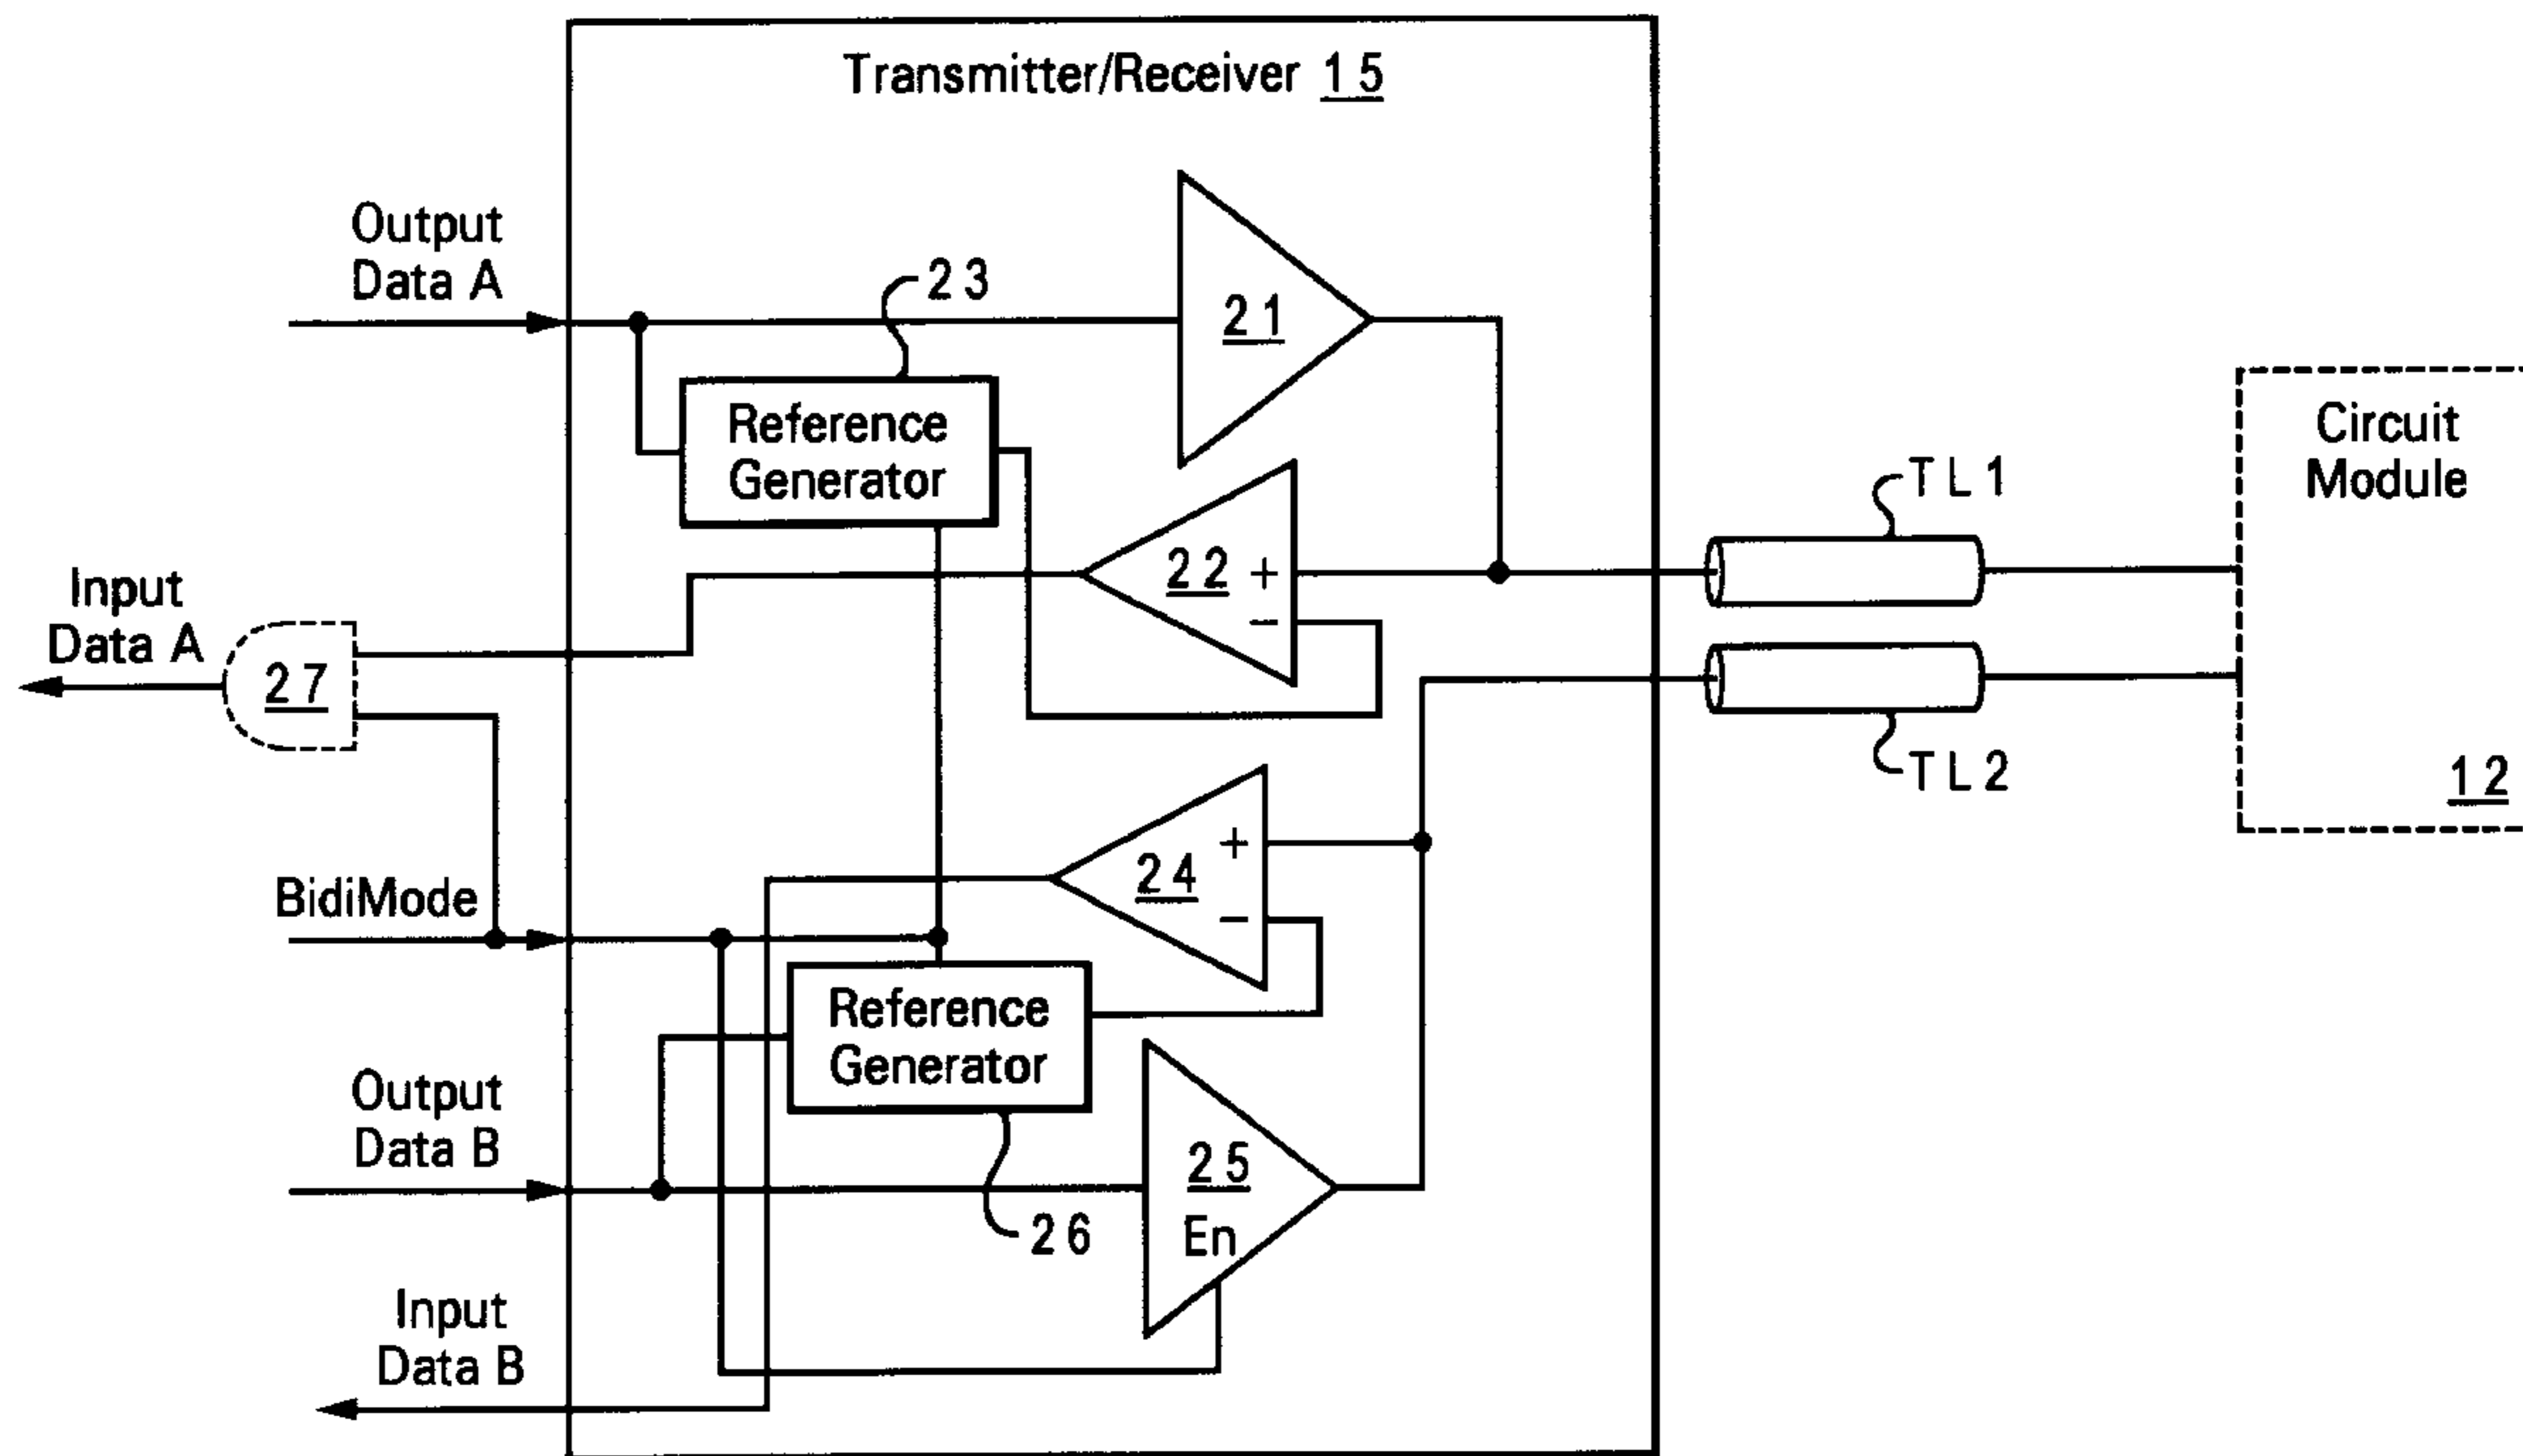 Transmitter/Receiver 15
Output
Data A
23
21
Reference
Generator
Circuit
Module
TL1
22
+
−
Input
Data A
27
TL2
12
+
24
−
BidiMode
Reference
Generator
Output
Data B
25
En
26
Input
Data B